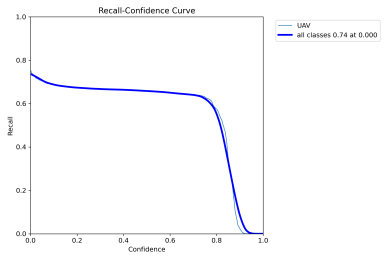 Recall-Confidence Curve
1.0
0.8
0.6
0.4
0.2
0.0
Recall
0.0 0.2 0.4 0.6 0.8 1.0
Confidence
UAV
all classes 0.74 at 0.000